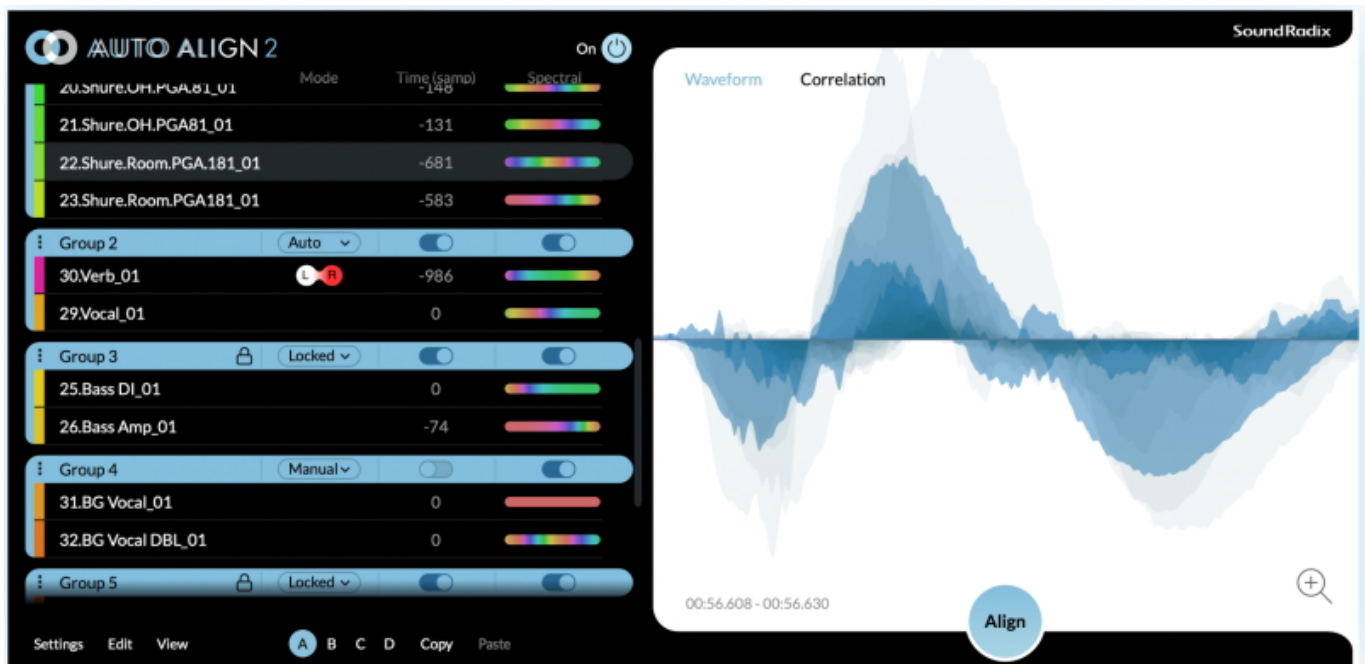 SoundRadix
AUTO ALIGN 2
On
Mode Time (samp) Spectral
20.Shure.OH.PGA.81_01 -148
21.Shure.OH.PGA81_01 -131
22.Shure.Room.PGA.181_01 -681
23.Shure.Room.PGA181_01 -583
Group 2 Auto
30.Verb_01 L R -986
29.Vocal_01 0
Group 3 Locked
25.Bass DI_01 0
26.Bass Amp_01 -74
Group 4 Manual
31.BG Vocal_01 0
32.BG Vocal DBL_01 0
Group 5 Locked
Settings Edit View A B C D Copy Paste
Waveform Correlation
00:56.608 - 00:56.630
Align